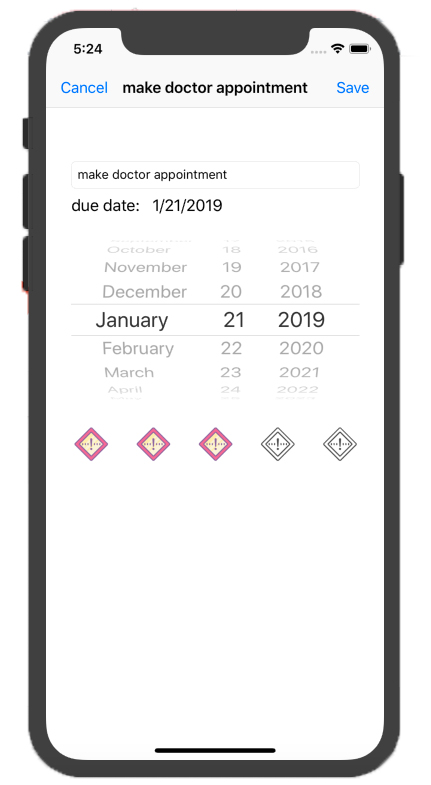 5:24
Cancel make doctor appointment Save
make doctor appointment
due date: 1/21/2019
October 18 2016
November 19 2017
December 20 2018
January 21 2019
February 22 2020
March 23 2021
April 24 2022